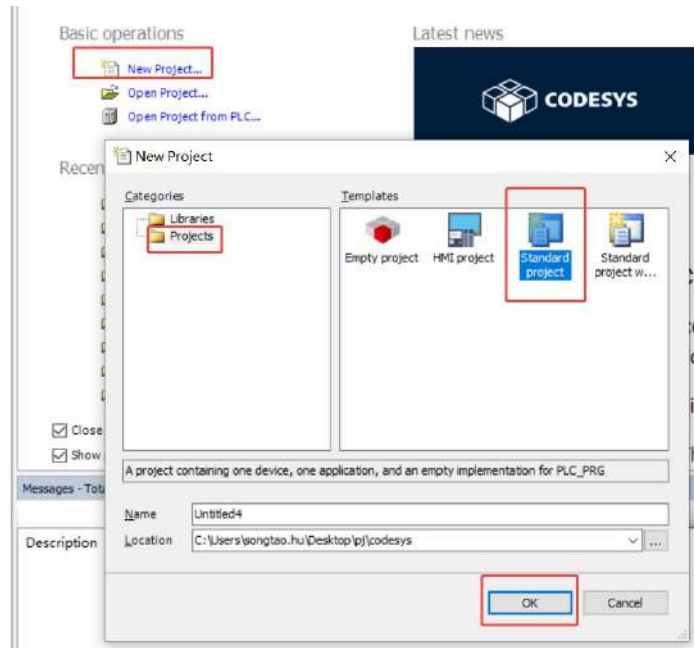 Basic operations
Latest news
New Project...
Open Project...
Open Project from PLC...
CODESYS
Recen
New Project
Categories
Templates
Libraries
Projects
Empty project
HMI project
Standard project
Standard project w...
Close
Show
A project containing one device, one application, and an empty implementation for PLC_PRG
Messages - Tot
Name
Untitled4
Description
Location
C:\Users\songtao.hu\Desktop\pj\codesys
...
OK
Cancel